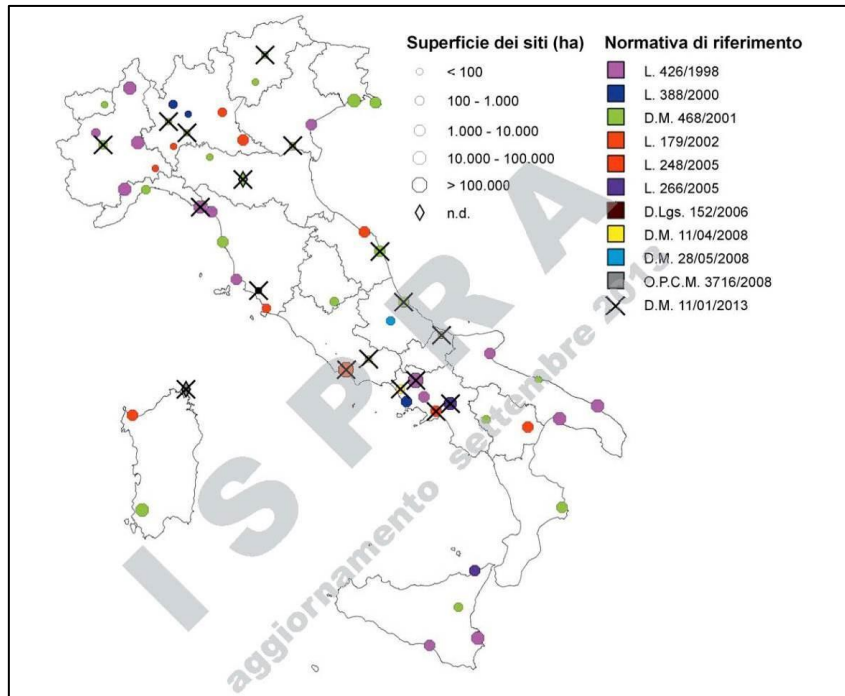 Superficie dei siti (ha)
< 100
100 - 1.000
1.000 - 10.000
10.000 - 100.000
> 100.000
n.d.
Normativa di riferimento
L. 426/1998
L. 388/2000
D.M. 468/2001
L. 179/2002
L. 248/2005
L. 266/2005
D.Lgs. 152/2006
D.M. 11/04/2008
D.M. 28/05/2008
O.P.C.M. 3716/2008
D.M. 11/01/2013
ISPRA
aggiornamento settembre 2013